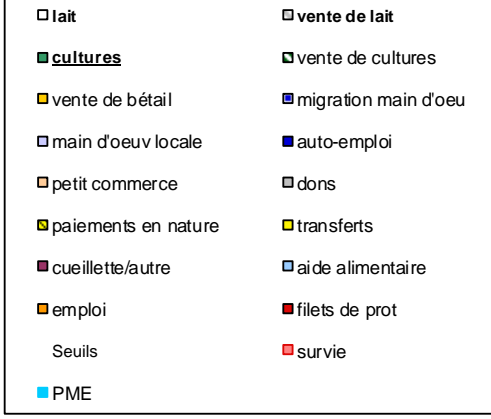 lait vente de lait
cultures vente de cultures
vente de bétail migration main d'oeu
main d'oeuv locale auto-emploi
petit commerce dons
paiements en nature transferts
cueillette/autre aide alimentaire
emploi filets de prot
Seuils survie
PME